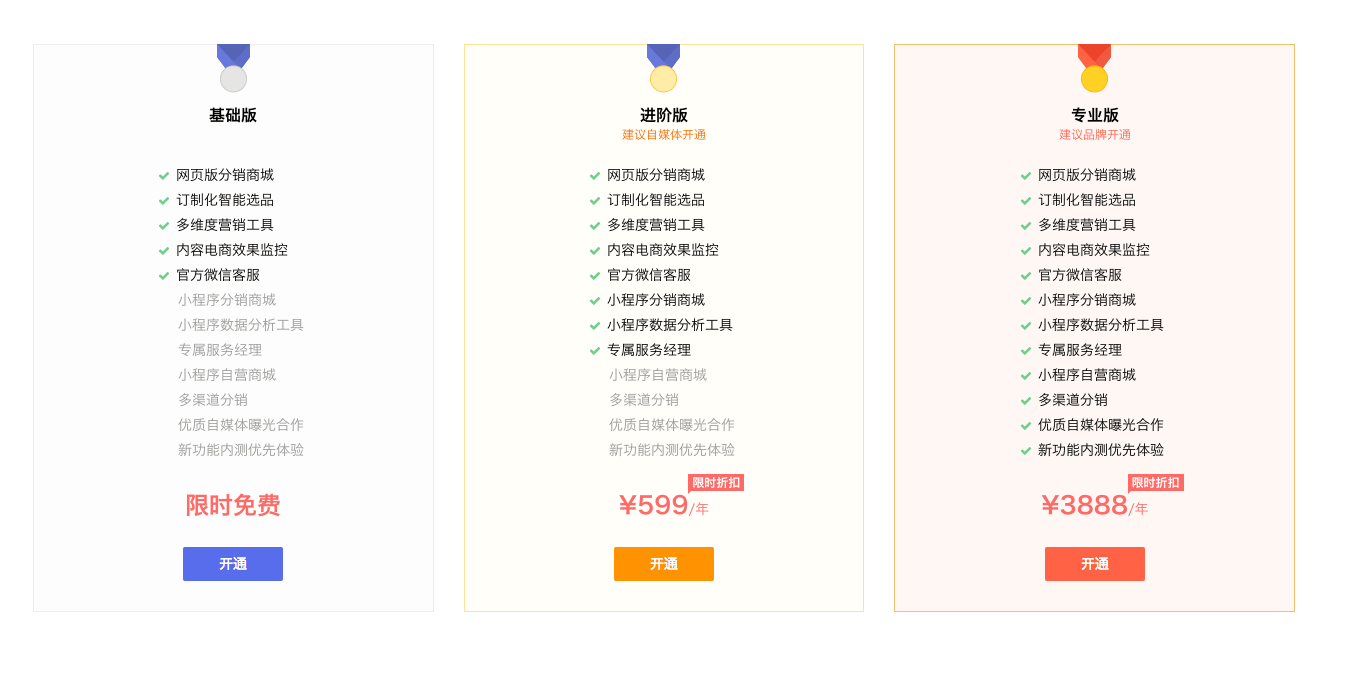 基础版
网页版分销商城
订制化智能选品
多维度营销工具
内容电商效果监控
官方微信客服
小程序分销商城
小程序数据分析工具
专属服务经理
小程序自营商城
多渠道分销
优质自媒体曝光合作
新功能内测优先体验
限时免费
开通
进阶版
建议自媒体开通
网页版分销商城
订制化智能选品
多维度营销工具
内容电商效果监控
官方微信客服
小程序分销商城
小程序数据分析工具
专属服务经理
小程序自营商城
多渠道分销
优质自媒体曝光合作
新功能内测优先体验
限时折扣
¥599/年
开通
专业版
建议品牌开通
网页版分销商城
订制化智能选品
多维度营销工具
内容电商效果监控
官方微信客服
小程序分销商城
小程序数据分析工具
专属服务经理
小程序自营商城
多渠道分销
优质自媒体曝光合作
新功能内测优先体验
限时折扣
¥3888/年
开通